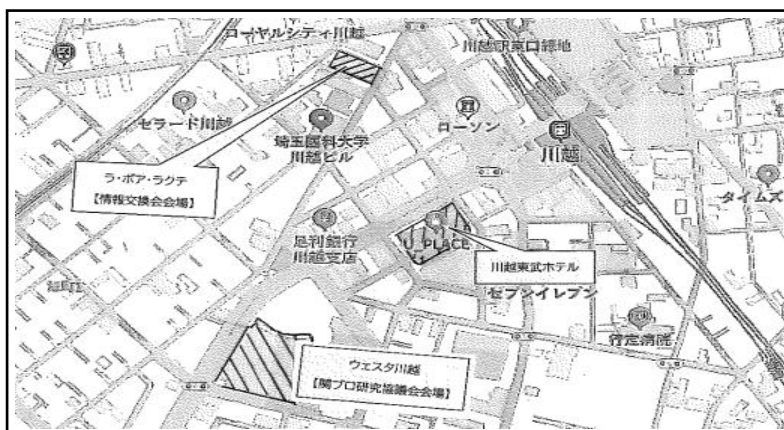 ローヤルシティ川越
川越駅東口緑地
セラード川越
埼玉医科大学
川越ビル
ローソン
川越
ラ・ボア・ラクテ
【情報交換会会場】
タイムズ
足利銀行
川越支店
U_PLACE
川越東武ホテル
セブンイレブン
行定病院
ウェスタ川越
【関ブロ研究協議会会場】